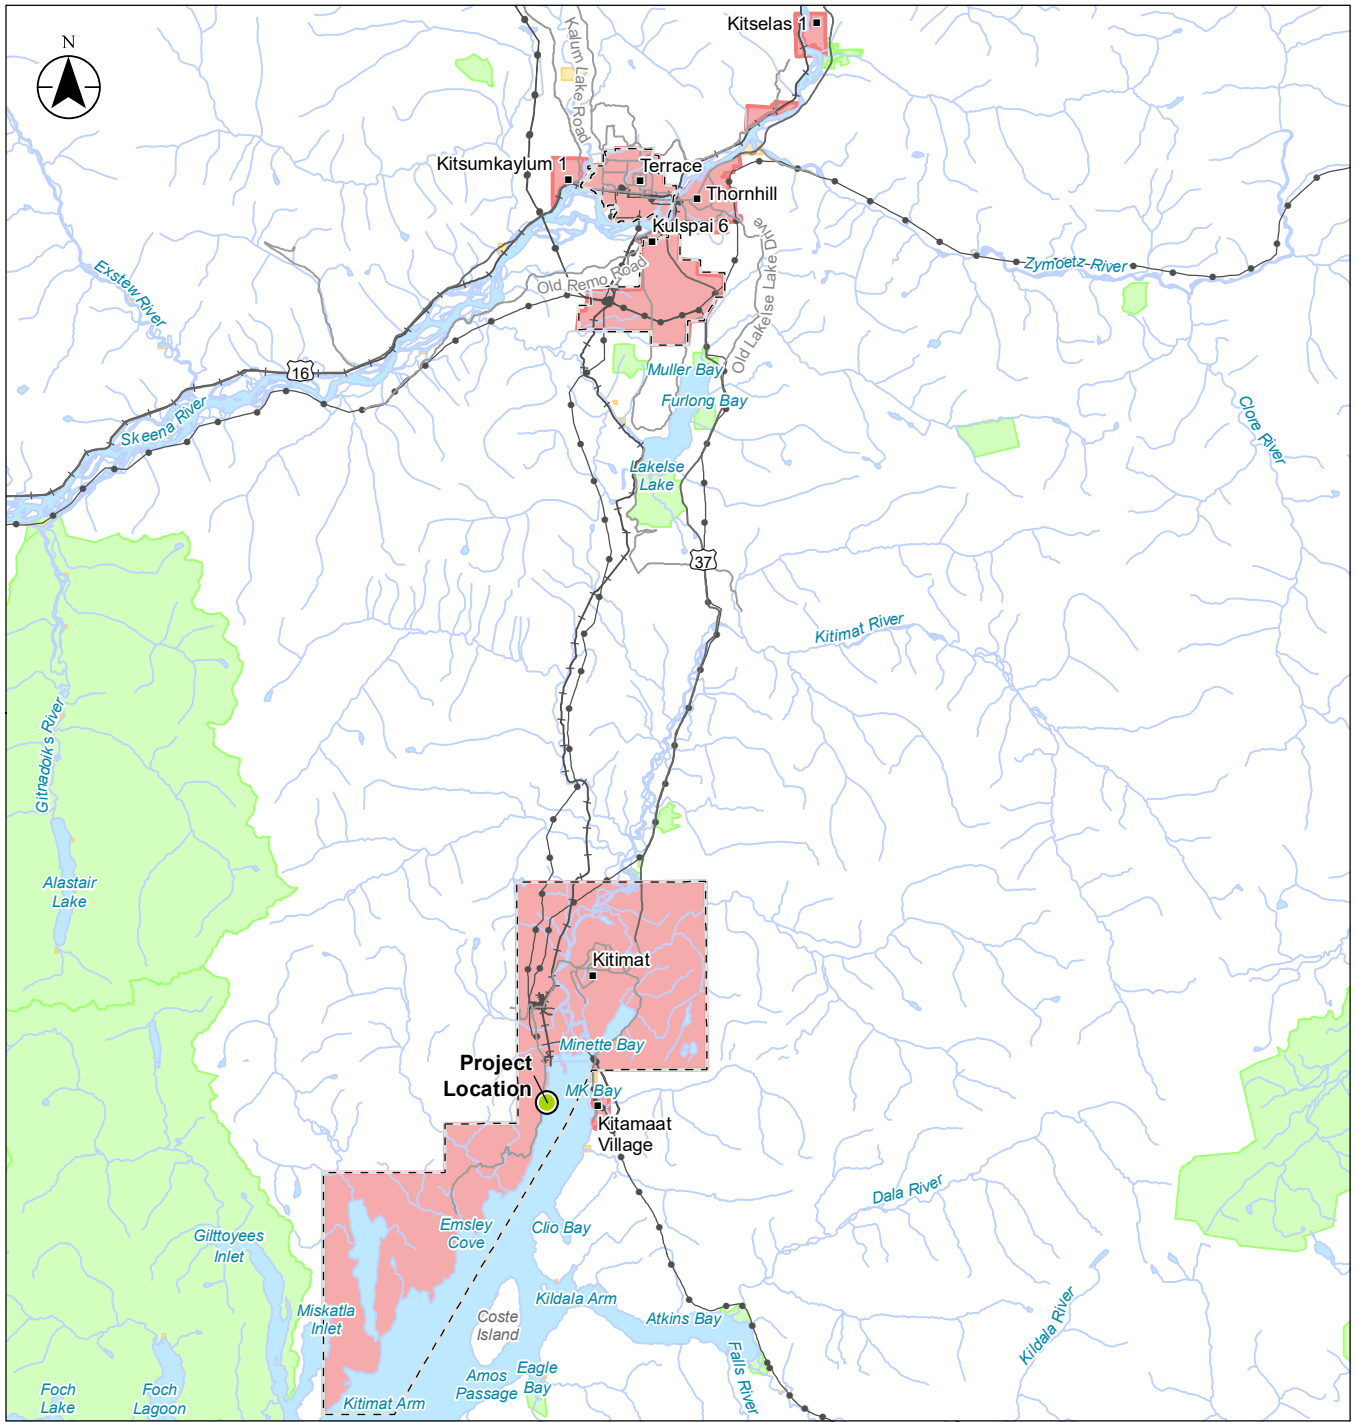 Kitselas 1
N
Kalum Lake Road
Kitsumkaylum 1
Terrace
Thornhill
Kulspai 6
Old Lakelse Lake Drive
Zymoetz River
Exstew River
Old Remo Road
16
Muller Bay
Furlong Bay
Skeena River
Clore River
Lakelse
Lake
37
Kitimat River
Gitnadoiks River
Alastair
Lake
Kitimat
Minette Bay
Project
Location
MK Bay
Kitamaat
Village
Dala River
Emsley
Cove
Clio Bay
Gilttoyees
Inlet
Kildala Arm
Miskatla
Inlet
Coste
Island
Atkins Bay
Kildala River
Falls River
Eagle
Bay
Amos
Passage
Foch
Lake
Foch
Lagoon
Kitimat Arm